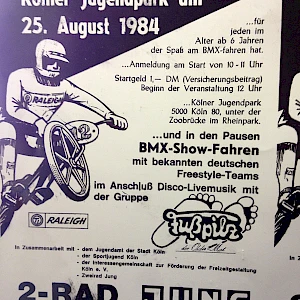 Kölner Jugendpark am
25. August 1984
...für
jeden im
Alter ab 6 Jahren
der Spaß am BMX-fahren hat.
...Anmeldung am Start von 10-11 Uhr
Startgeld 1,- DM (Versicherungsbeitrag)
Beginn der Veranstaltung 12 Uhr
...Kölner Jugendpark
5000 Köln 80, unter der
Zoobrücke im Rheinpark.
...und in den Pausen
BMX-Show-Fahren
mit bekannten deutschen
Freestyle-Teams
im Anschluß Disco-Livemusik mit
der Gruppe
RALEIGH
2
RALEIGH
Fußpilz
In Zusammenarbeit mit - dem Jugendamt der Stadt Köln
- der Sportjugend Köln
- der Interessengemeinschaft zur Förderung der Freizeitgestaltung
Köln e. V.
- Zweirad Jung
2-RAD JUNG